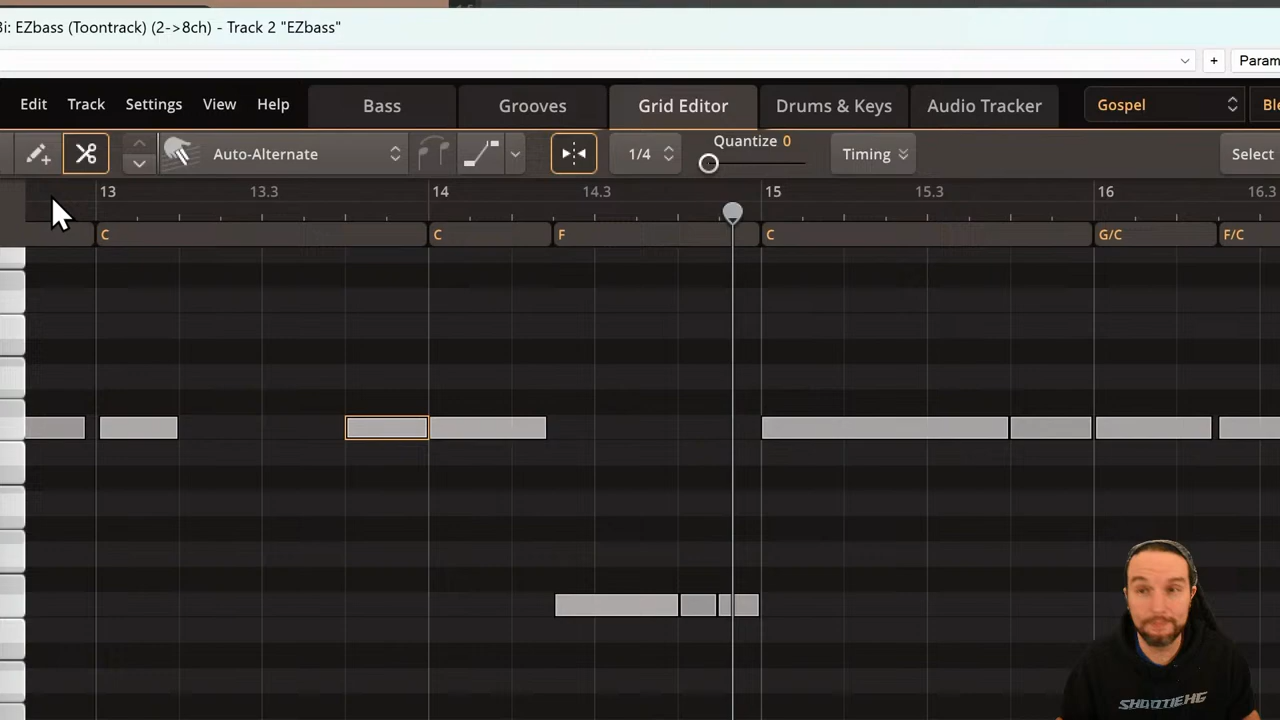 3i: EZbass (Toontrack) (2->8ch) - Track 2 "EZbass"
+ Param
Edit Track Settings View Help Bass Grooves Grid Editor Drums & Keys Audio Tracker Gospel Ble
Auto-Alternate 1/4 Quantize 0 Timing Select
13 13.3 14 14.3 15 15.3 16 16.3
C C F C G/C F/C
SHOOTIEHG